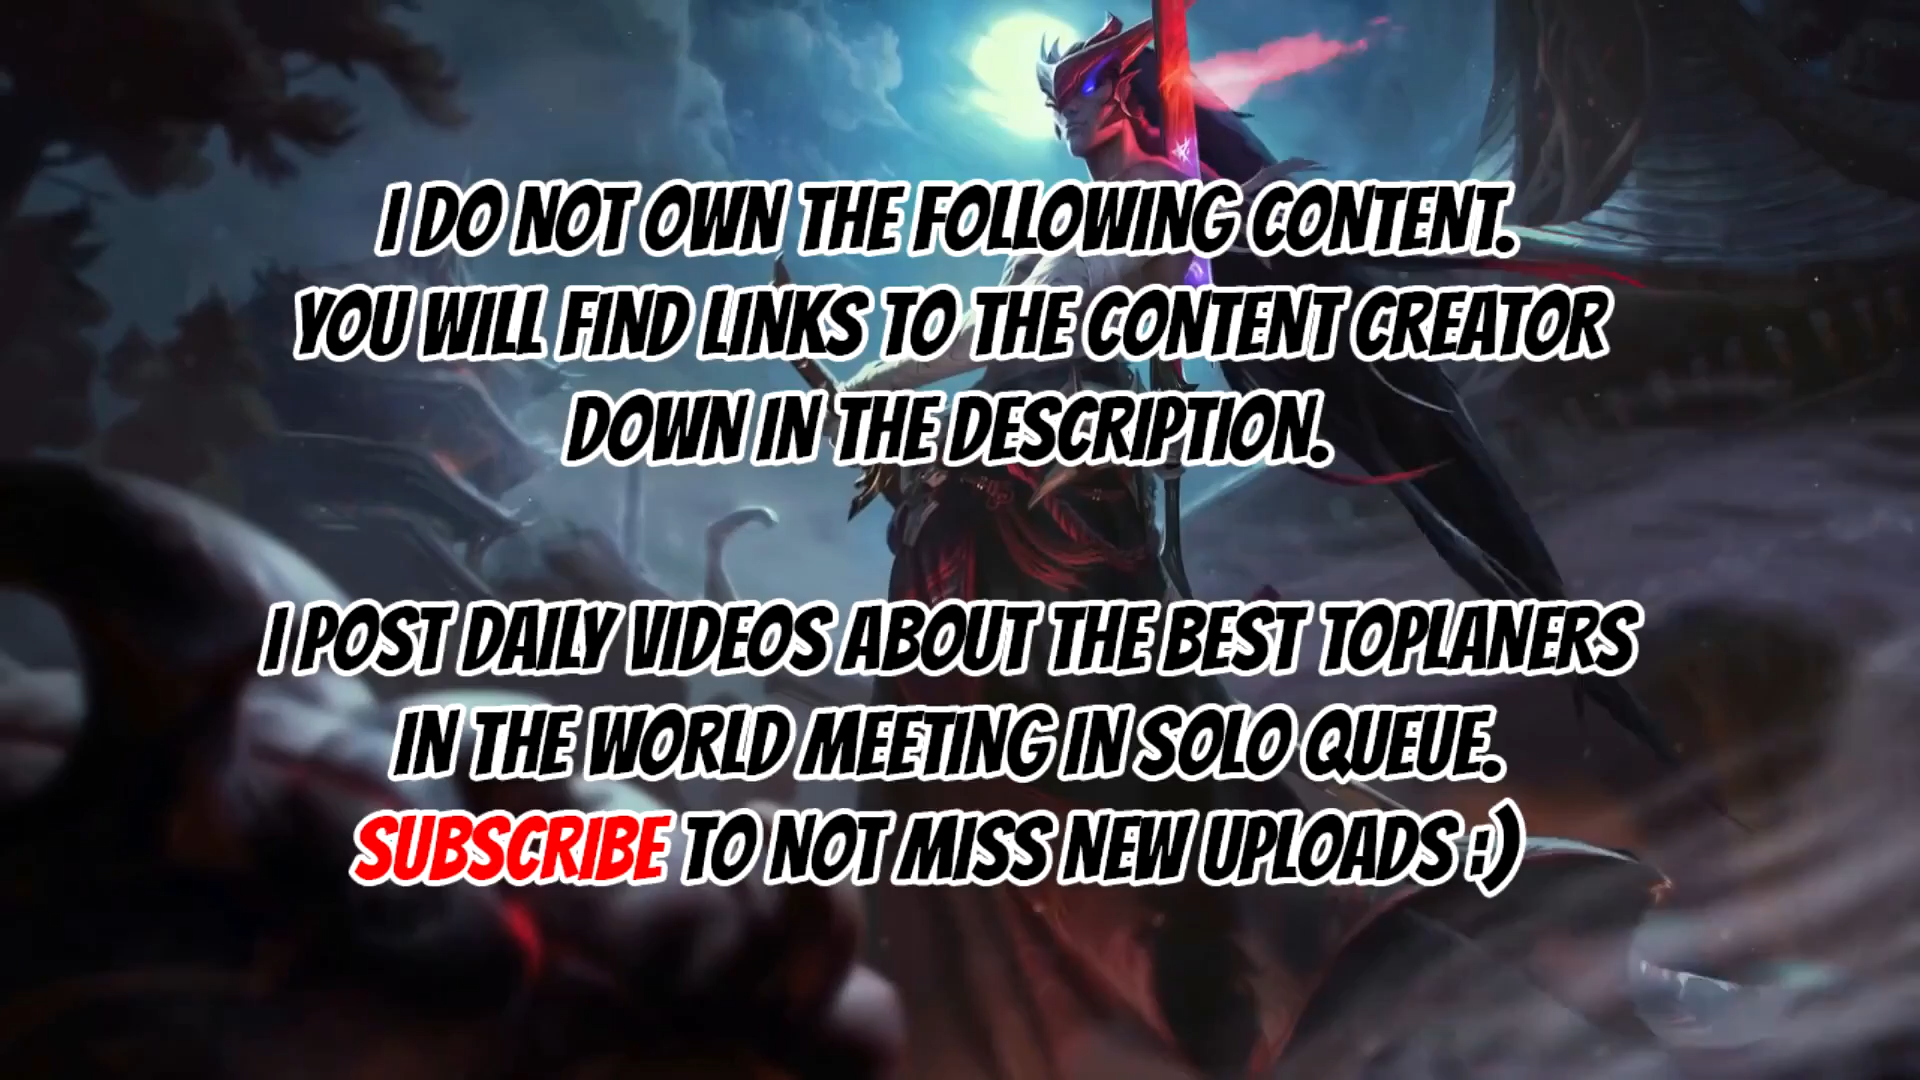 I DO NOT OWN THE FOLLOWING CONTENT.
YOU WILL FIND LINKS TO THE CONTENT CREATOR
DOWN IN THE DESCRIPTION.
I POST DAILY VIDEOS ABOUT THE BEST TOPLANERS
IN THE WORLD MEETING IN SOLO QUEUE.
SUBSCRIBE TO NOT MISS NEW UPLOADS :)